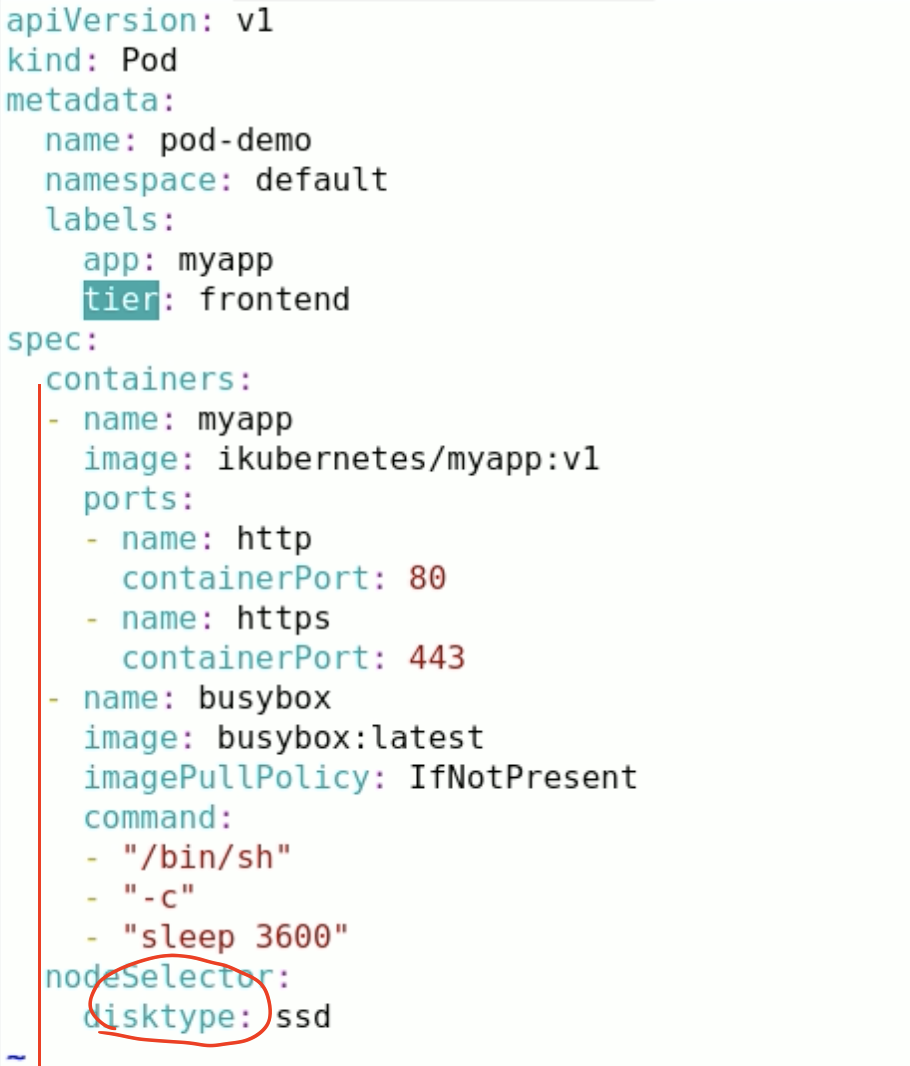 apiVersion: v1
kind: Pod
metadata:
  name: pod-demo
  namespace: default
  labels:
    app: myapp
    tier: frontend
spec:
  containers:
  - name: myapp
    image: ikubernetes/myapp:v1
    ports:
    - name: http
      containerPort: 80
    - name: https
      containerPort: 443
  - name: busybox
    image: busybox:latest
    imagePullPolicy: IfNotPresent
    command:
    - "/bin/sh"
    - "-c"
    - "sleep 3600"
  nodeSelector:
    disktype: ssd
~